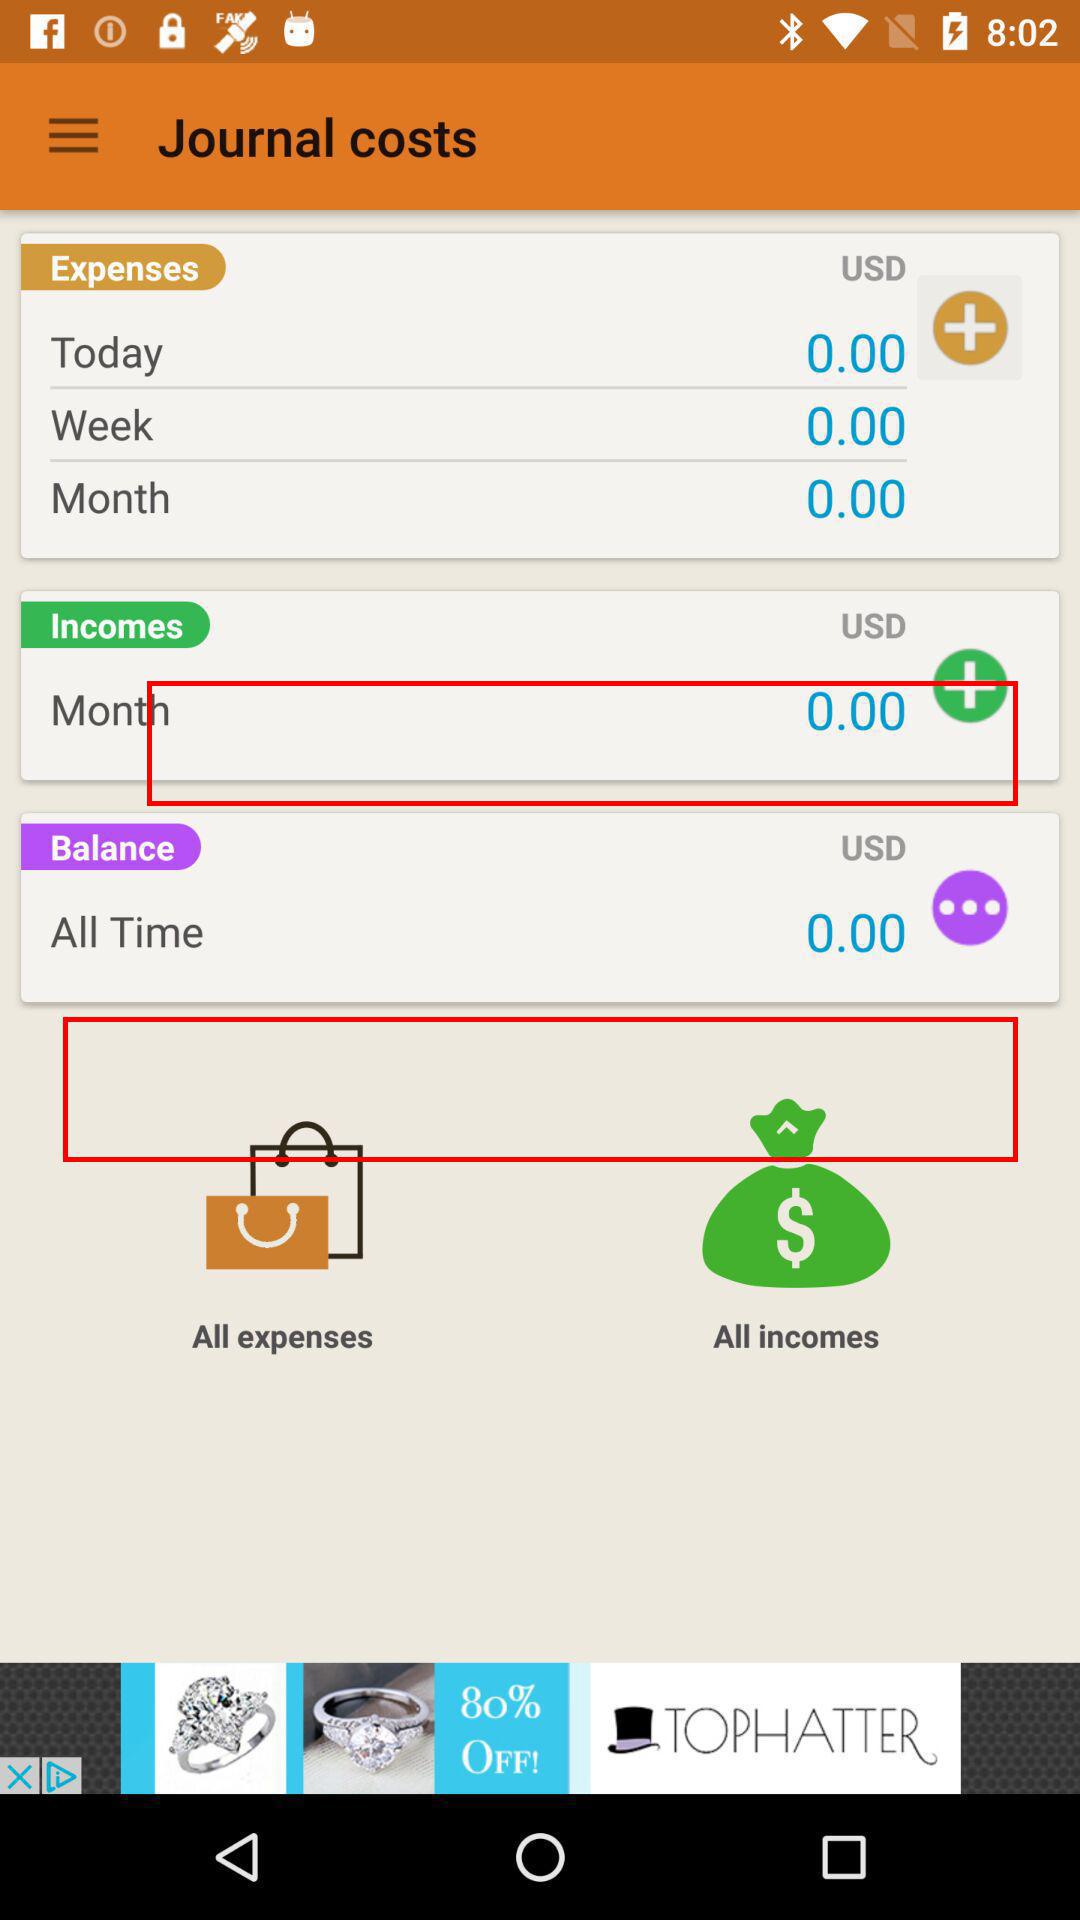 FAKE
8:02
Journal costs
Expenses USD
Today 0.00
Week 0.00
Month 0.00
Incomes USD
Month 0.00
Balance USD
All Time 0.00
$
All expenses All incomes
80%
OFF!
TOPHATTER